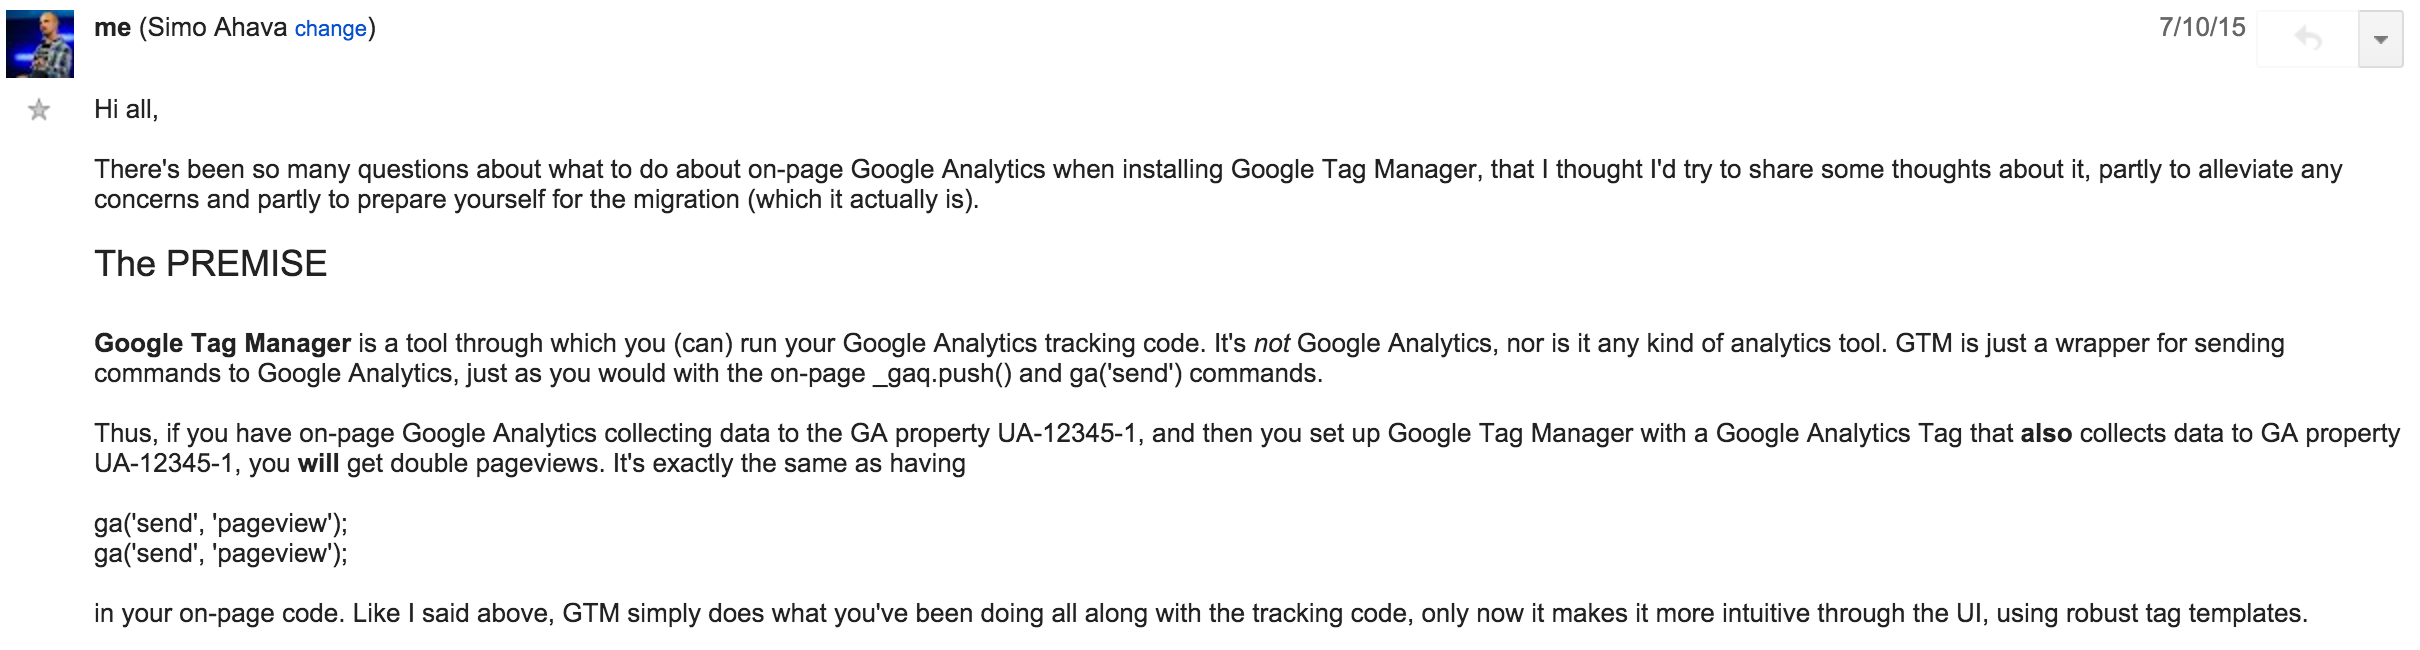 me (Simo Ahava change)
7/10/15
Hi all,
There's been so many questions about what to do about on-page Google Analytics when installing Google Tag Manager, that I thought I'd try to share some thoughts about it, partly to alleviate any
concerns and partly to prepare yourself for the migration (which it actually is).
The PREMISE
Google Tag Manager is a tool through which you (can) run your Google Analytics tracking code. It's not Google Analytics, nor is it any kind of analytics tool. GTM is just a wrapper for sending
commands to Google Analytics, just as you would with the on-page _gaq.push() and ga('send') commands.
Thus, if you have on-page Google Analytics collecting data to the GA property UA-12345-1, and then you set up Google Tag Manager with a Google Analytics Tag that also collects data to GA property
UA-12345-1, you will get double pageviews. It's exactly the same as having
ga('send', 'pageview');
ga('send', 'pageview');
in your on-page code. Like I said above, GTM simply does what you've been doing all along with the tracking code, only now it makes it more intuitive through the UI, using robust tag templates.